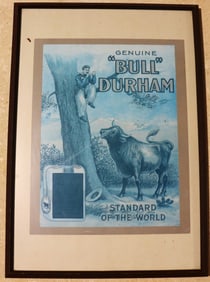 GENUINE
"BULL"
DURHAM
STANDARD
OF THE WORLD